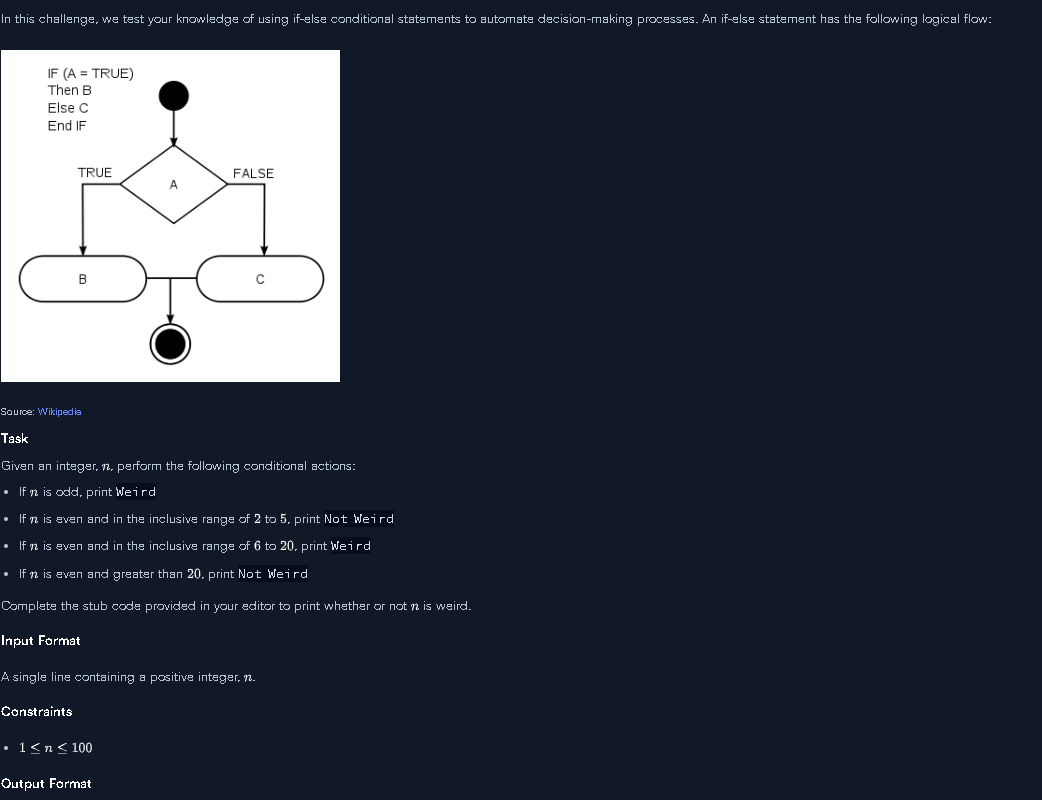 In this challenge, we test your knowledge of using if-else conditional statements to automate decision-making processes. An if-else statement has the following logical flow:
IF (A = TRUE)
Then B
Else C
End IF
TRUE
FALSE
A
B
C
Source: Wikipedia
Task
Given an integer, n, perform the following conditional actions:
• If n is odd, print Weird
• If n is even and in the inclusive range of 2 to 5, print Not Weird
• If n is even and in the inclusive range of 6 to 20, print Weird
• If n is even and greater than 20, print Not Weird
Complete the stub code provided in your editor to print whether or not n is weird.
Input Format
A single line containing a positive integer, n.
Constraints
• 1 ≤ n ≤ 100
Output Format